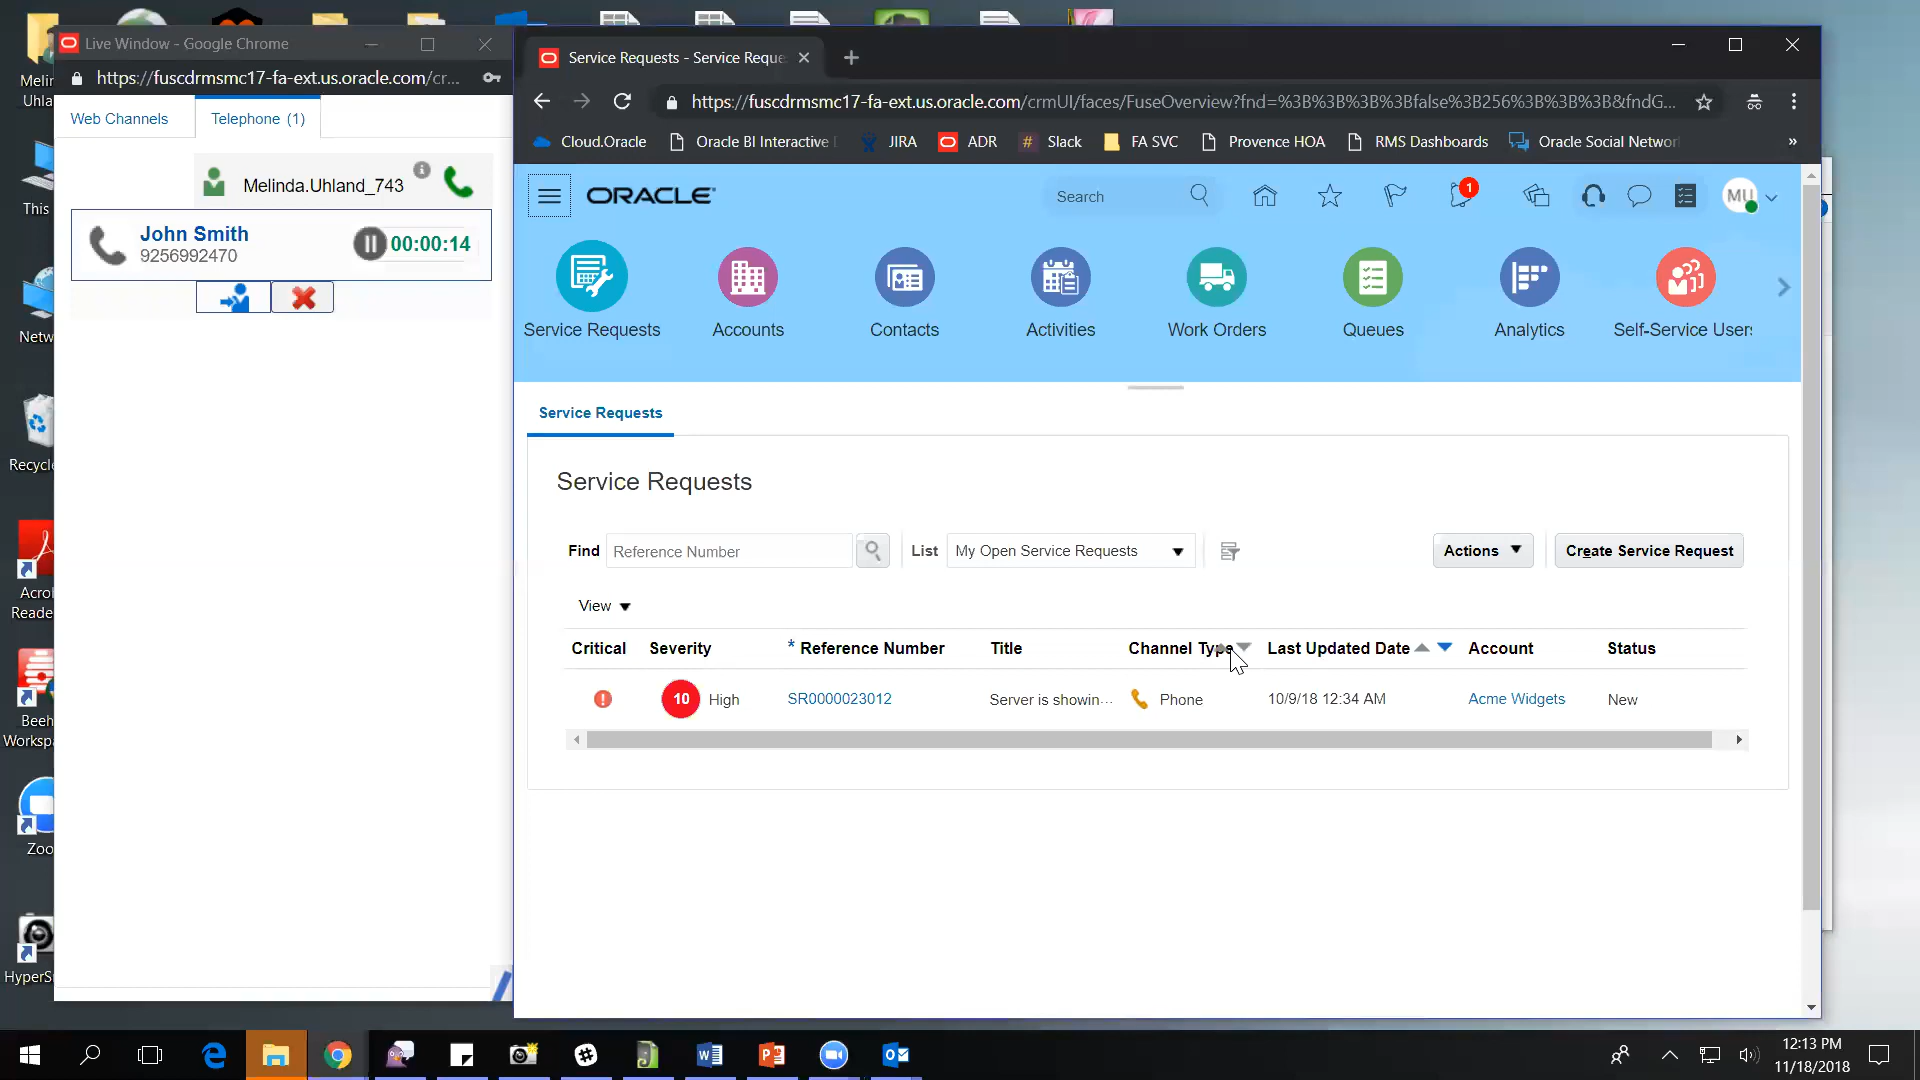 Live Window - Google Chrome
https://fuscdrmsmc17-fa-ext.us.oracle.com/cr...
Web Channels
Telephone (1)
Melinda.Uhland_743
John Smith
9256992470
00:00:14
Service Requests - Service Reque
https://fuscdrmsmc17-fa-ext.us.oracle.com/crmUI/faces/FuseOverview?fnd=%3B%3B%3B%3Bfalse%3B256%3B%3B%3B&fndG...
Cloud.Oracle
Oracle BI Interactive
JIRA
ADR
Slack
FA SVC
Provence HOA
RMS Dashboards
Oracle Social Networ
»
ORACLE
Search
1
MU
Service Requests
Accounts
Contacts
Activities
Work Orders
Queues
Analytics
Self-Service Users
Service Requests
Service Requests
Find
Reference Number
List
My Open Service Requests
Actions
Create Service Request
View
Critical
Severity
* Reference Number
Title
Channel Type
Last Updated Date
Account
Status
10
High
SR0000023012
Server is showin...
Phone
10/9/18 12:34 AM
Acme Widgets
New
Melin
Uhla
This
Netw
Recycle
Acro
Reade
Beeh
Worksp
Zoo
HyperS
12:13 PM
11/18/2018